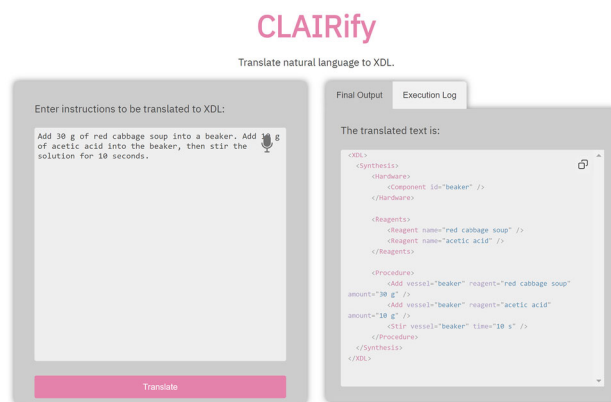 CLAIRify
Translate natural language to XDL.
Enter instructions to be translated to XDL:
Add 30 g of red cabbage soup into a beaker. Add 10 g
of acetic acid into the beaker, then stir the
solution for 10 seconds.
Translate
Final Output
Execution Log
The translated text is:
<XDL>
<Synthesis>
<Hardware>
<Component id="beaker" />
</Hardware>
<Reagents>
<Reagent name="red cabbage soup" />
<Reagent name="acetic acid" />
</Reagents>
<Procedure>
<Add vessel="beaker" reagent="red cabbage soup"
amount="30 g" />
<Add vessel="beaker" reagent="acetic acid"
amount="10 g" />
<Stir vessel="beaker" time="10 s" />
</Procedure>
</Synthesis>
</XDL>